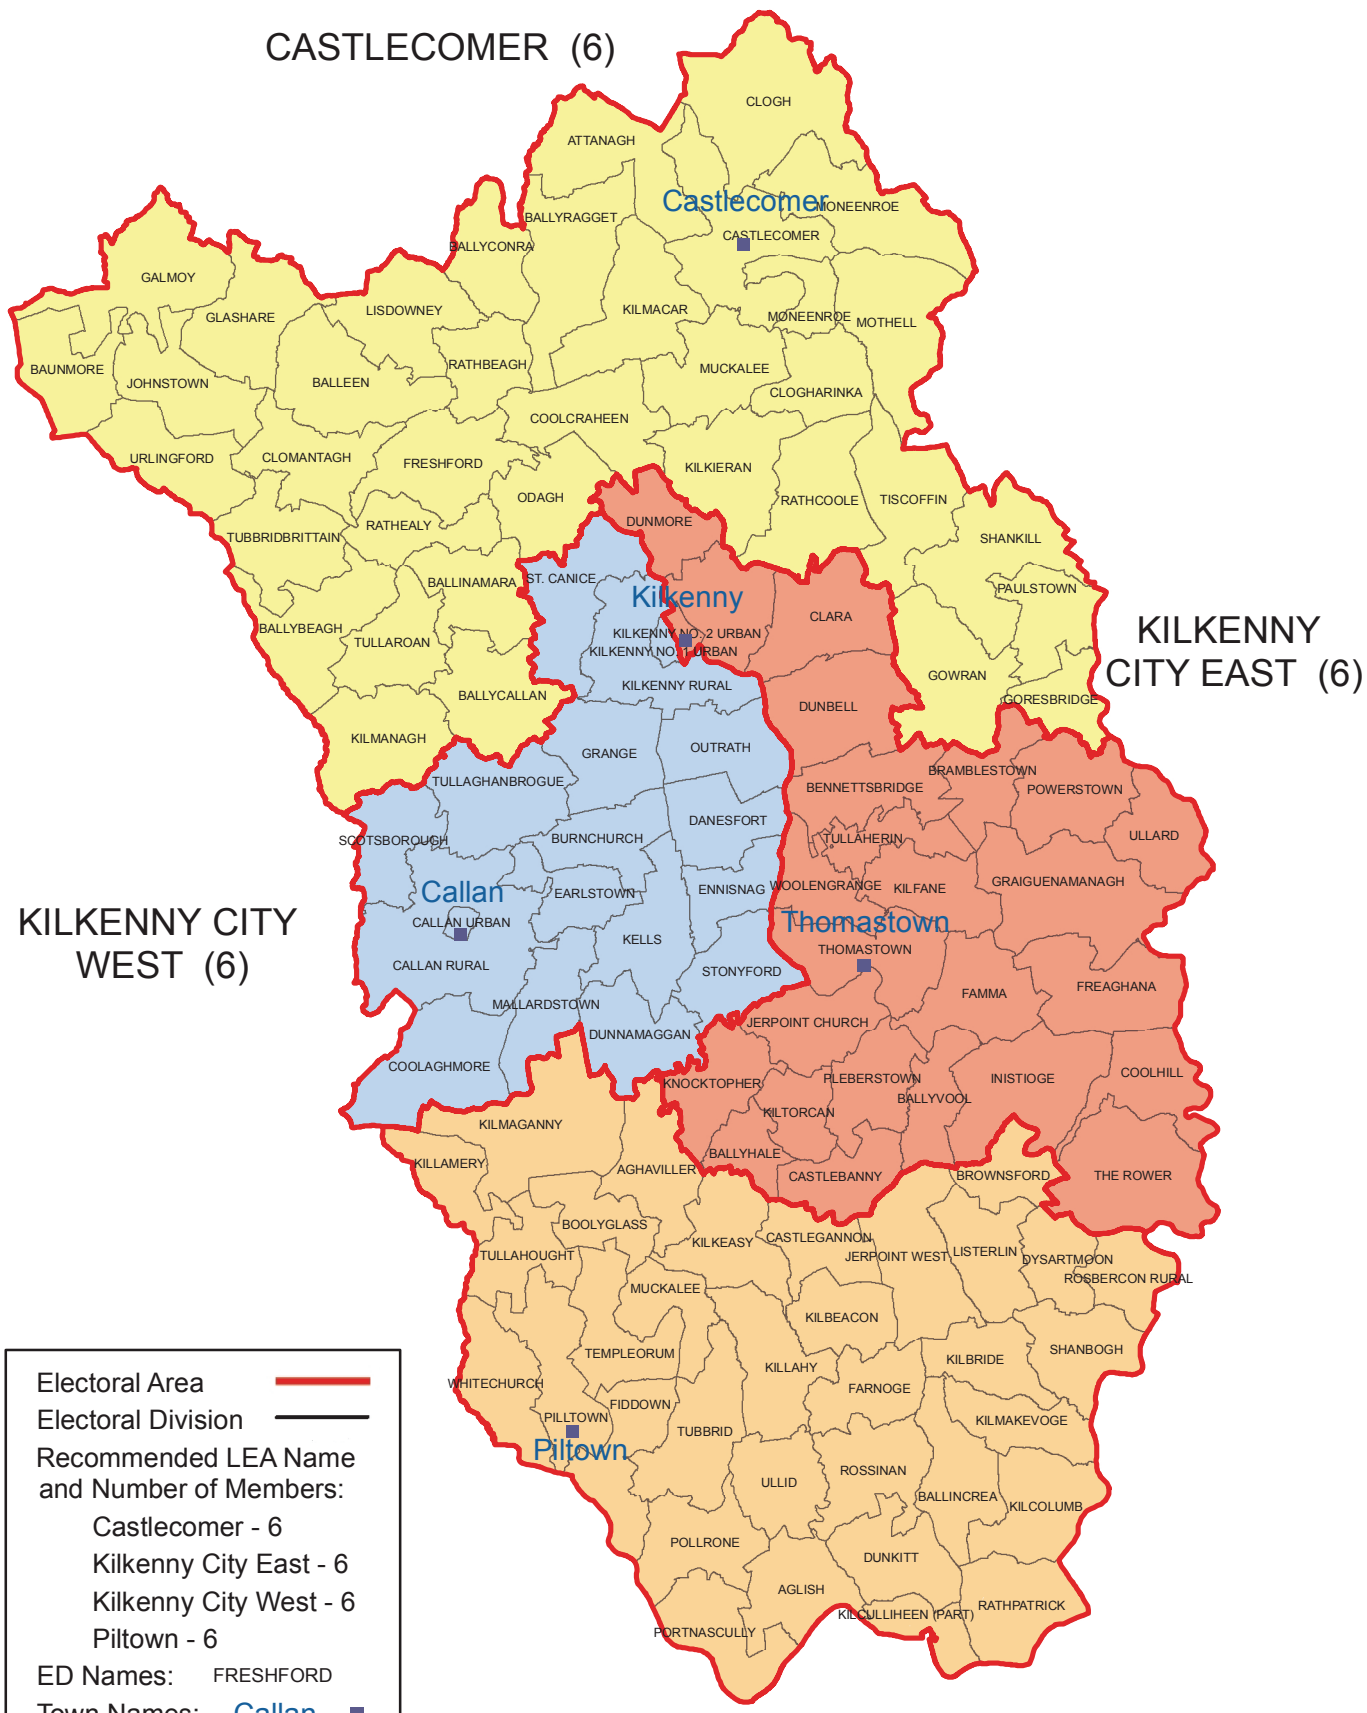 CASTLECOMER (6)
CLOGH
ATTANAGH
Castlecomer
MONEENROE
BALLYRAGGET
CASTLECOMER
BALLYCONRA
GALMOY
LISDOWNEY
KILMACAR
GLASHARE
MONEENROE
MOTHELL
BAUNMORE
JOHNSTOWN
BALLEEN
RATHBEAGH
MUCKALEE
CLOGHARINKA
COOLCRAHEEN
URLINGFORD
CLOMANTAGH
FRESHFORD
KILKIERAN
ODAGH
RATHCOOLE
TISCOFFIN
RATHEALY
DUNMORE
TUBBRIDBRITTAIN
SHANKILL
BALLINAMARA
ST. CANICE
PAULSTOWN
Kilkenny
CLARA
BALLYBEAGH
TULLAROAN
KILKENNY NO. 2 URBAN
KILKENNY NO. 1 URBAN
KILKENNY
CITY EAST (6)
GOWRAN
BALLYCALLAN
KILKENNY RURAL
GORESBRIDGE
DUNBELL
KILMANAGH
GRANGE
OUTRATH
TULLAGHANBROGUE
BRAMBLESTOWN
BENNETTSBRIDGE
POWERSTOWN
DANESFORT
SCOTSBOROUGH
BURNCHURCH
TULLAHERIN
ULLARD
Callan
EARLSTOWN
ENNISNAG
WOOLENGRANGE
KILFANE
GRAIGUENAMANAGH
KILKENNY CITY
WEST (6)
CALLAN URBAN
Thomastown
KELLS
THOMASTOWN
CALLAN RURAL
STONYFORD
FAMMA
FREAGHANA
MALLARDSTOWN
JERPOINT CHURCH
DUNNAMAGGAN
COOLAGHMORE
KNOCKTOPHER
PLEBERSTOWN
INISTIOGE
COOLHILL
BALLYVOOL
KILTORCAN
KILMAGANNY
BALLYHALE
KILLAMERY
AGHAVILLER
CASTLEBANNY
BROWNSFORD
THE ROWER
BOOLYGLASS
TULLAHOUGHT
KILKEASY
CASTLEGANNON
JERPOINT WEST
LISTERLIN
DYSARTMOON
ROSBERCON RURAL
MUCKALEE
KILBEACON
TEMPLEORUM
KILLAHY
KILBRIDE
SHANBOGH
WHITECHURCH
FARNOGE
FIDDOWN
PILLTOWN
TUBBRID
KILMAKEVOGE
Piltown
ULLID
ROSSINAN
BALLINCREA
KILCOLUMB
POLLRONE
DUNKITT
AGLISH
RATHPATRICK
KILCULLIHEEN (PART)
PORTNASCULLY
Electoral Area
Electoral Division
Recommended LEA Name
and Number of Members:
Castlecomer - 6
Kilkenny City East - 6
Kilkenny City West - 6
Piltown - 6
ED Names: FRESHFORD
Town Names: Callan